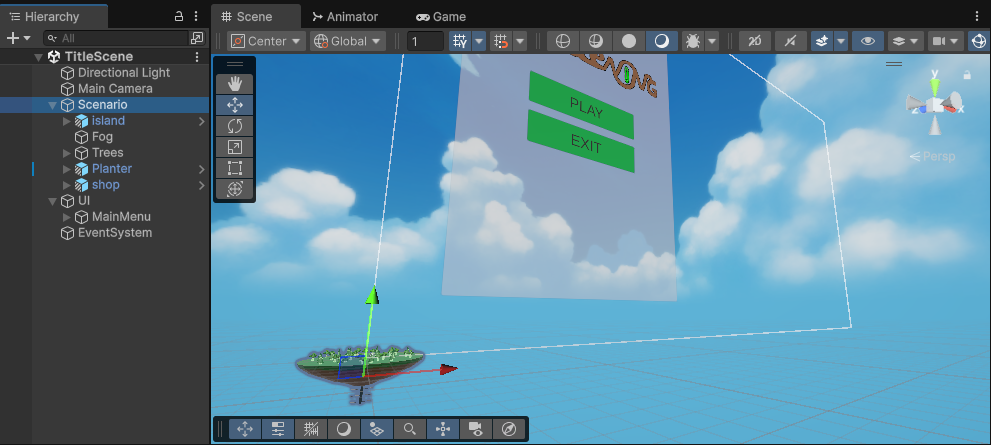 Hierarchy
Scene
Animator
Game
All
Center
Global
1
2D
TitleScene
Directional Light
Main Camera
Scenario
island
Fog
Trees
Planter
shop
UI
MainMenu
EventSystem
PLAY
EXIT
y
x
Persp